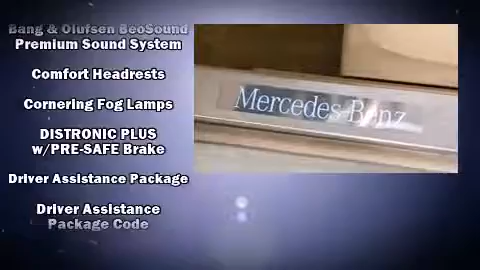 Bang & Olufsen BeoSound
Premium Sound System
Comfort Headrests
Cornering Fog Lamps
DISTRONIC PLUS
w/PRE-SAFE Brake
Driver Assistance Package
Driver Assistance
Package Code
Mercedes-Benz